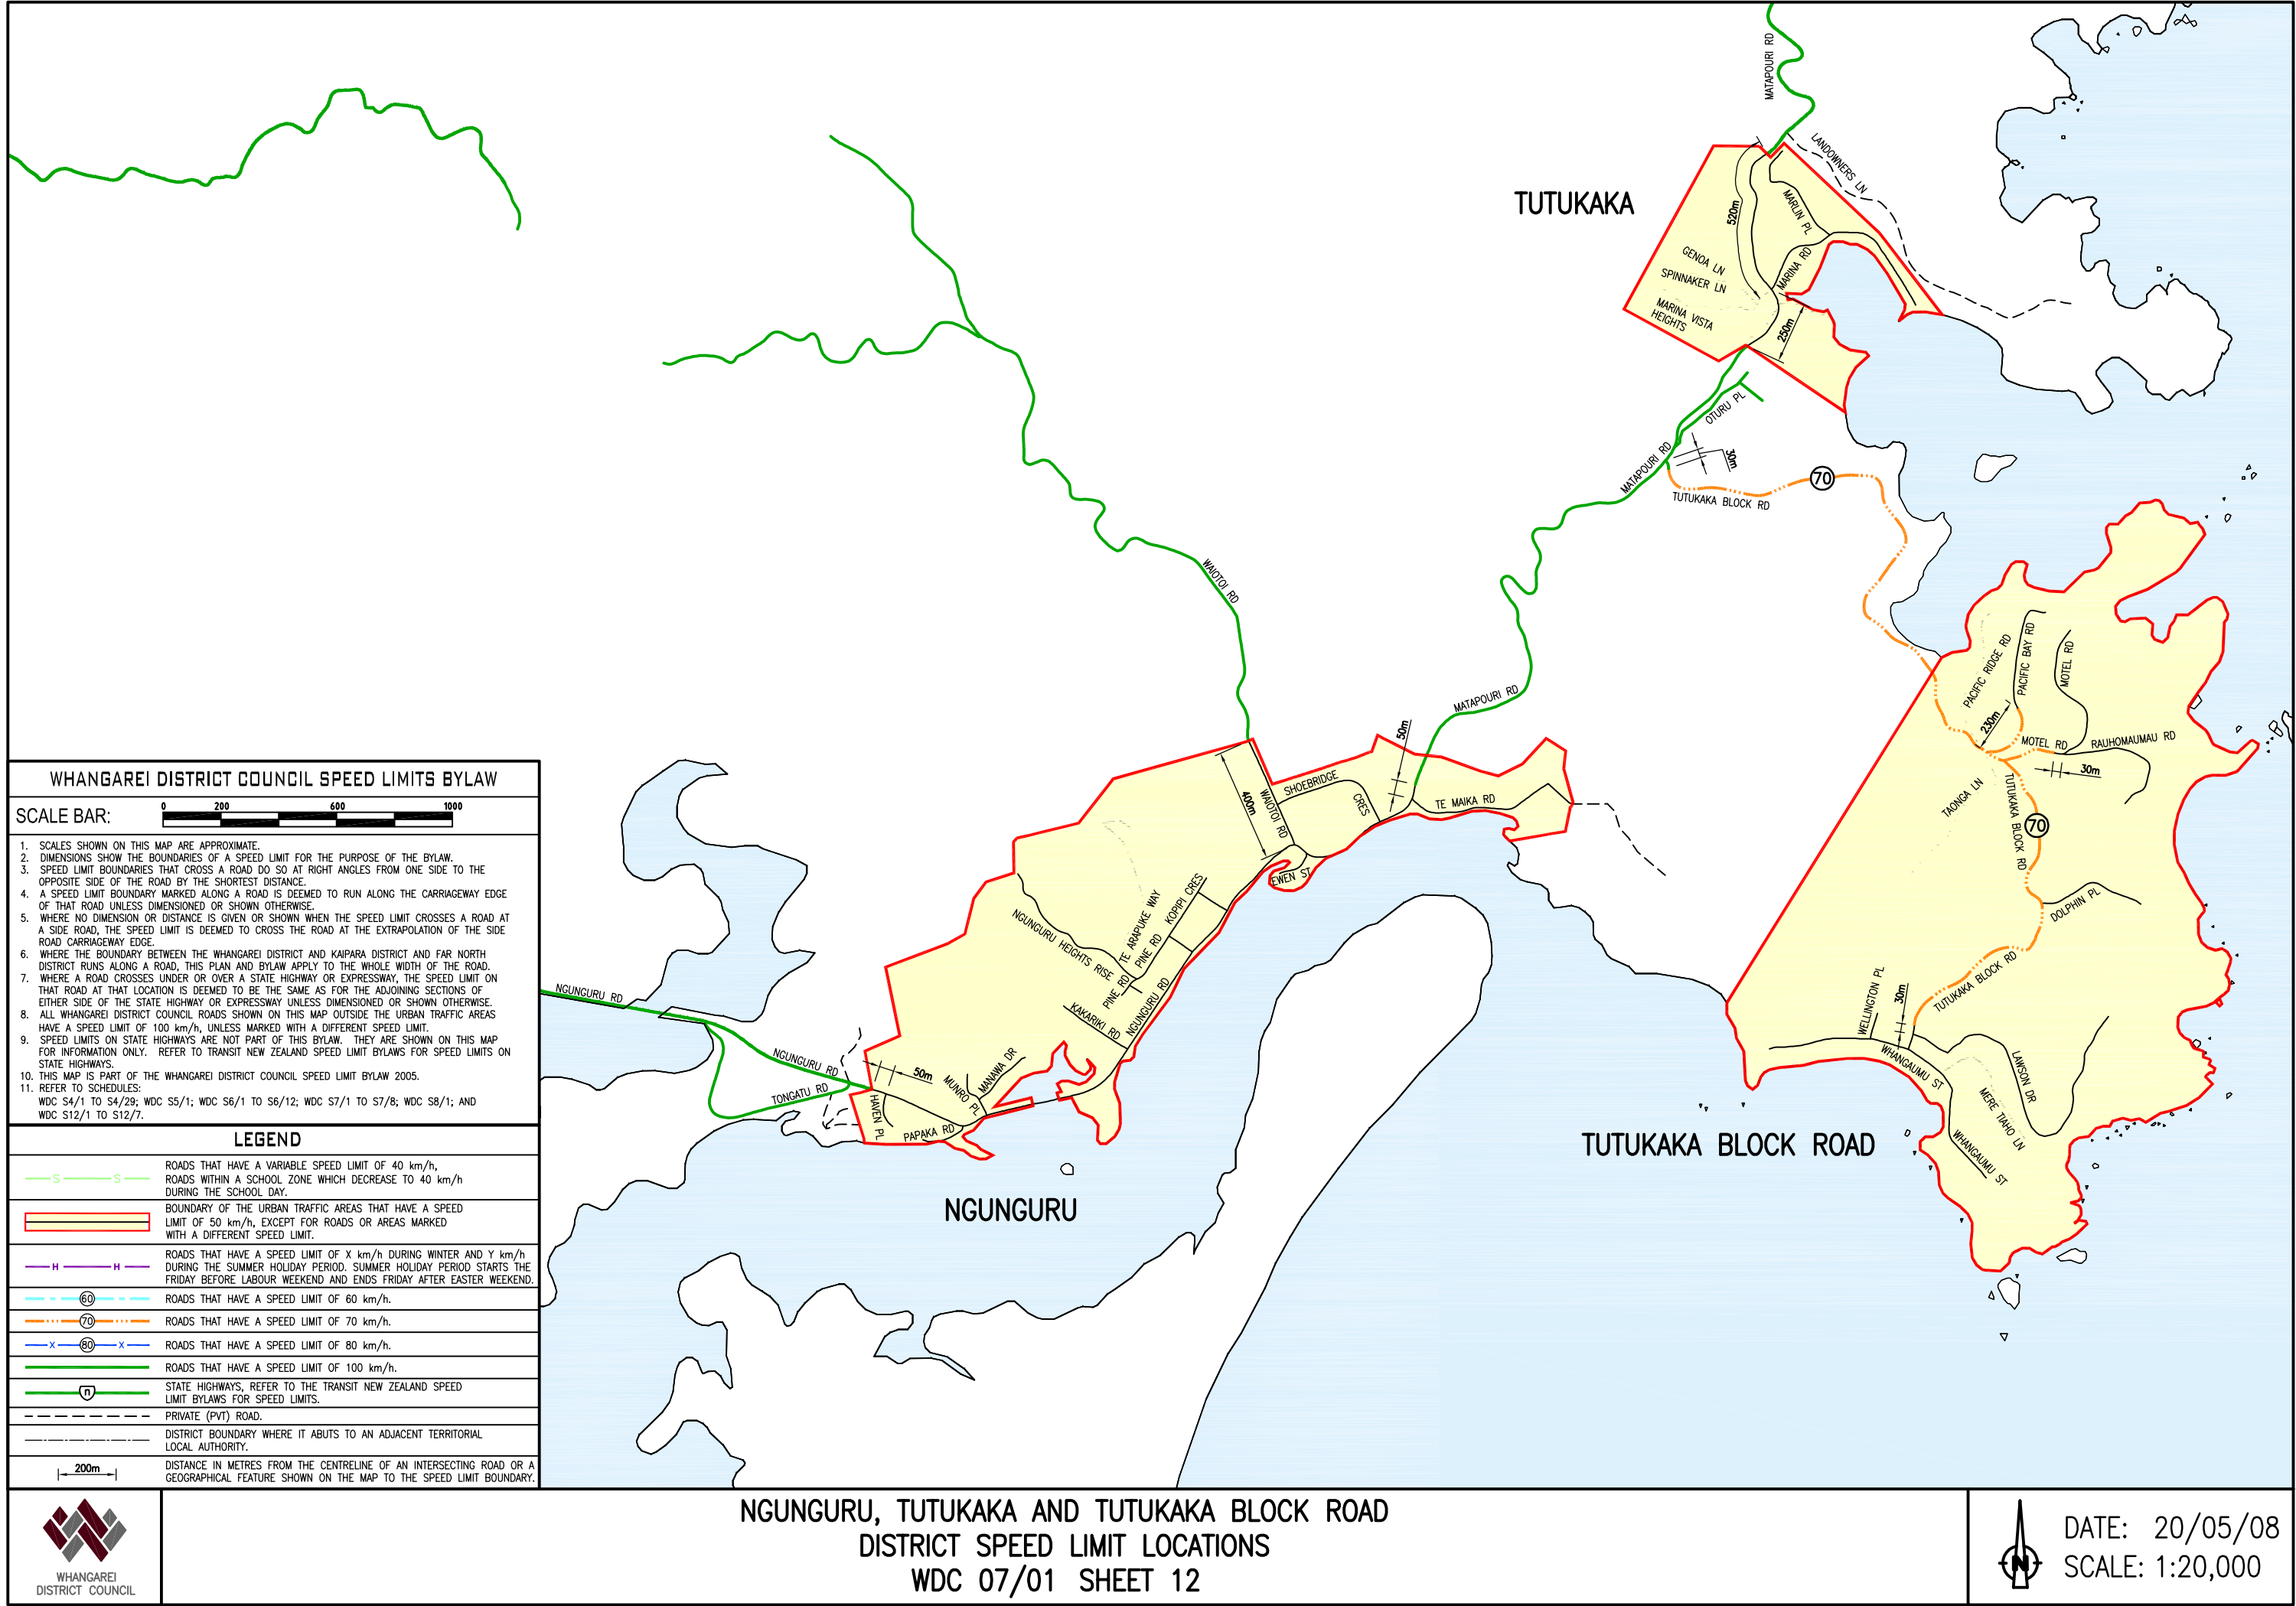 MATAPOURI RD
LANDOWNERS LN
TUTUKAKA
MARLIN PL
520m
GENOA LN
SPINNAKER LN
MARINA RD
MARINA VISTA
HEIGHTS
250m
OTURU PL
MATAPOURI RD
30m
70
TUTUKAKA BLOCK RD
WAIOTOI RD
MATAPOURI RD
PACIFIC RIDGE RD
PACIFIC BAY RD
MOTEL RD
230m
MOTEL RD
RAUHOMAUMAU RD
30m
TAONGA LN
TUTUKAKA BLOCK RD
70
DOLPHIN PL
TUTUKAKA BLOCK RD
WELLINGTON PL
30m
WHANGAUMU ST
LAWSON DR
MERE TIAHO LN
WHANGAUMU ST
TUTUKAKA BLOCK ROAD
50m
SHOEBRIDGE
CRES
TE MAIKA RD
400m
WAIOTOI RD
EWEN ST
KOPIPI CRES
TE ARAPUKE WAY
PINE RD
NGUNGURU HEIGHTS RISE
PINE RD
NGUNGURU RD
KAKARIKI RD
NGUNGURU RD
NGUNGURU RD
TONGATU RD
50m
MANAWA DR
MUNRO PL
HAVEN PL
PAPAKA RD
NGUNGURU
WHANGAREI DISTRICT COUNCIL SPEED LIMITS BYLAW
SCALE BAR:
0 200 600 1000
1. SCALES SHOWN ON THIS MAP ARE APPROXIMATE.
2. DIMENSIONS SHOW THE BOUNDARIES OF A SPEED LIMIT FOR THE PURPOSE OF THE BYLAW.
3. SPEED LIMIT BOUNDARIES THAT CROSS A ROAD DO SO AT RIGHT ANGLES FROM ONE SIDE TO THE
OPPOSITE SIDE OF THE ROAD BY THE SHORTEST DISTANCE.
4. A SPEED LIMIT BOUNDARY MARKED ALONG A ROAD IS DEEMED TO RUN ALONG THE CARRIAGEWAY EDGE
OF THAT ROAD UNLESS DIMENSIONED OR SHOWN OTHERWISE.
5. WHERE NO DIMENSION OR DISTANCE IS GIVEN OR SHOWN WHEN THE SPEED LIMIT CROSSES A ROAD AT
A SIDE ROAD, THE SPEED LIMIT IS DEEMED TO CROSS THE ROAD AT THE EXTRAPOLATION OF THE SIDE
ROAD CARRIAGEWAY EDGE.
6. WHERE THE BOUNDARY BETWEEN THE WHANGAREI DISTRICT AND KAIPARA DISTRICT AND FAR NORTH
DISTRICT RUNS ALONG A ROAD, THIS PLAN AND BYLAW APPLY TO THE WHOLE WIDTH OF THE ROAD.
7. WHERE A ROAD CROSSES UNDER OR OVER A STATE HIGHWAY OR EXPRESSWAY, THE SPEED LIMIT ON
THAT ROAD AT THAT LOCATION IS DEEMED TO BE THE SAME AS FOR THE ADJOINING SECTIONS OF
EITHER SIDE OF THE STATE HIGHWAY OR EXPRESSWAY UNLESS DIMENSIONED OR SHOWN OTHERWISE.
8. ALL WHANGAREI DISTRICT COUNCIL ROADS SHOWN ON THIS MAP OUTSIDE THE URBAN TRAFFIC AREAS
HAVE A SPEED LIMIT OF 100 km/h, UNLESS MARKED WITH A DIFFERENT SPEED LIMIT.
9. SPEED LIMITS ON STATE HIGHWAYS ARE NOT PART OF THIS BYLAW. THEY ARE SHOWN ON THIS MAP
FOR INFORMATION ONLY. REFER TO TRANSIT NEW ZEALAND SPEED LIMIT BYLAWS FOR SPEED LIMITS ON
STATE HIGHWAYS.
10. THIS MAP IS PART OF THE WHANGAREI DISTRICT COUNCIL SPEED LIMIT BYLAW 2005.
11. REFER TO SCHEDULES:
WDC S4/1 TO S4/29; WDC S5/1; WDC S6/1 TO S6/12; WDC S7/1 TO S7/8; WDC S8/1; AND
WDC S12/1 TO S12/7.
LEGEND
S S ROADS THAT HAVE A VARIABLE SPEED LIMIT OF 40 km/h,
ROADS WITHIN A SCHOOL ZONE WHICH DECREASE TO 40 km/h
DURING THE SCHOOL DAY.
BOUNDARY OF THE URBAN TRAFFIC AREAS THAT HAVE A SPEED
LIMIT OF 50 km/h, EXCEPT FOR ROADS OR AREAS MARKED
WITH A DIFFERENT SPEED LIMIT.
ROADS THAT HAVE A SPEED LIMIT OF X km/h DURING WINTER AND Y km/h
H H DURING THE SUMMER HOLIDAY PERIOD. SUMMER HOLIDAY PERIOD STARTS THE
FRIDAY BEFORE LABOUR WEEKEND AND ENDS FRIDAY AFTER EASTER WEEKEND.
60 ROADS THAT HAVE A SPEED LIMIT OF 60 km/h.
70 ROADS THAT HAVE A SPEED LIMIT OF 70 km/h.
X 80 X ROADS THAT HAVE A SPEED LIMIT OF 80 km/h.
ROADS THAT HAVE A SPEED LIMIT OF 100 km/h.
n STATE HIGHWAYS, REFER TO THE TRANSIT NEW ZEALAND SPEED
LIMIT BYLAWS FOR SPEED LIMITS.
PRIVATE (PVT) ROAD.
DISTRICT BOUNDARY WHERE IT ABUTS TO AN ADJACENT TERRITORIAL
LOCAL AUTHORITY.
200m DISTANCE IN METRES FROM THE CENTRELINE OF AN INTERSECTING ROAD OR A
GEOGRAPHICAL FEATURE SHOWN ON THE MAP TO THE SPEED LIMIT BOUNDARY.
WHANGAREI
DISTRICT COUNCIL
NGUNGURU, TUTUKAKA AND TUTUKAKA BLOCK ROAD
DISTRICT SPEED LIMIT LOCATIONS
WDC 07/01 SHEET 12
N
DATE: 20/05/08
SCALE: 1:20,000